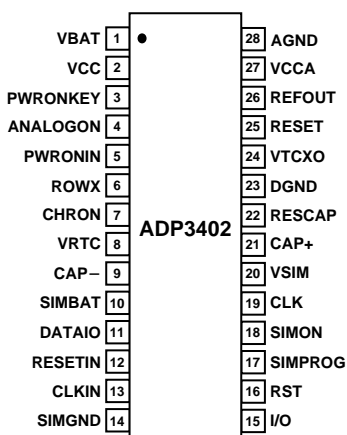 VBAT 1 28 AGND
VCC 2 27 VCCA
PWRONKEY 3 26 REFOUT
ANALOGON 4 25 RESET
PWRONIN 5 24 VTCXO
ROWX 6 23 DGND
CHRON 7 22 RESCAP
ADP3402
VRTC 8 21 CAP+
CAP− 9 20 VSIM
SIMBAT 10 19 CLK
DATAIO 11 18 SIMON
RESETIN 12 17 SIMPROG
CLKIN 13 16 RST
SIMGND 14 15 I/O